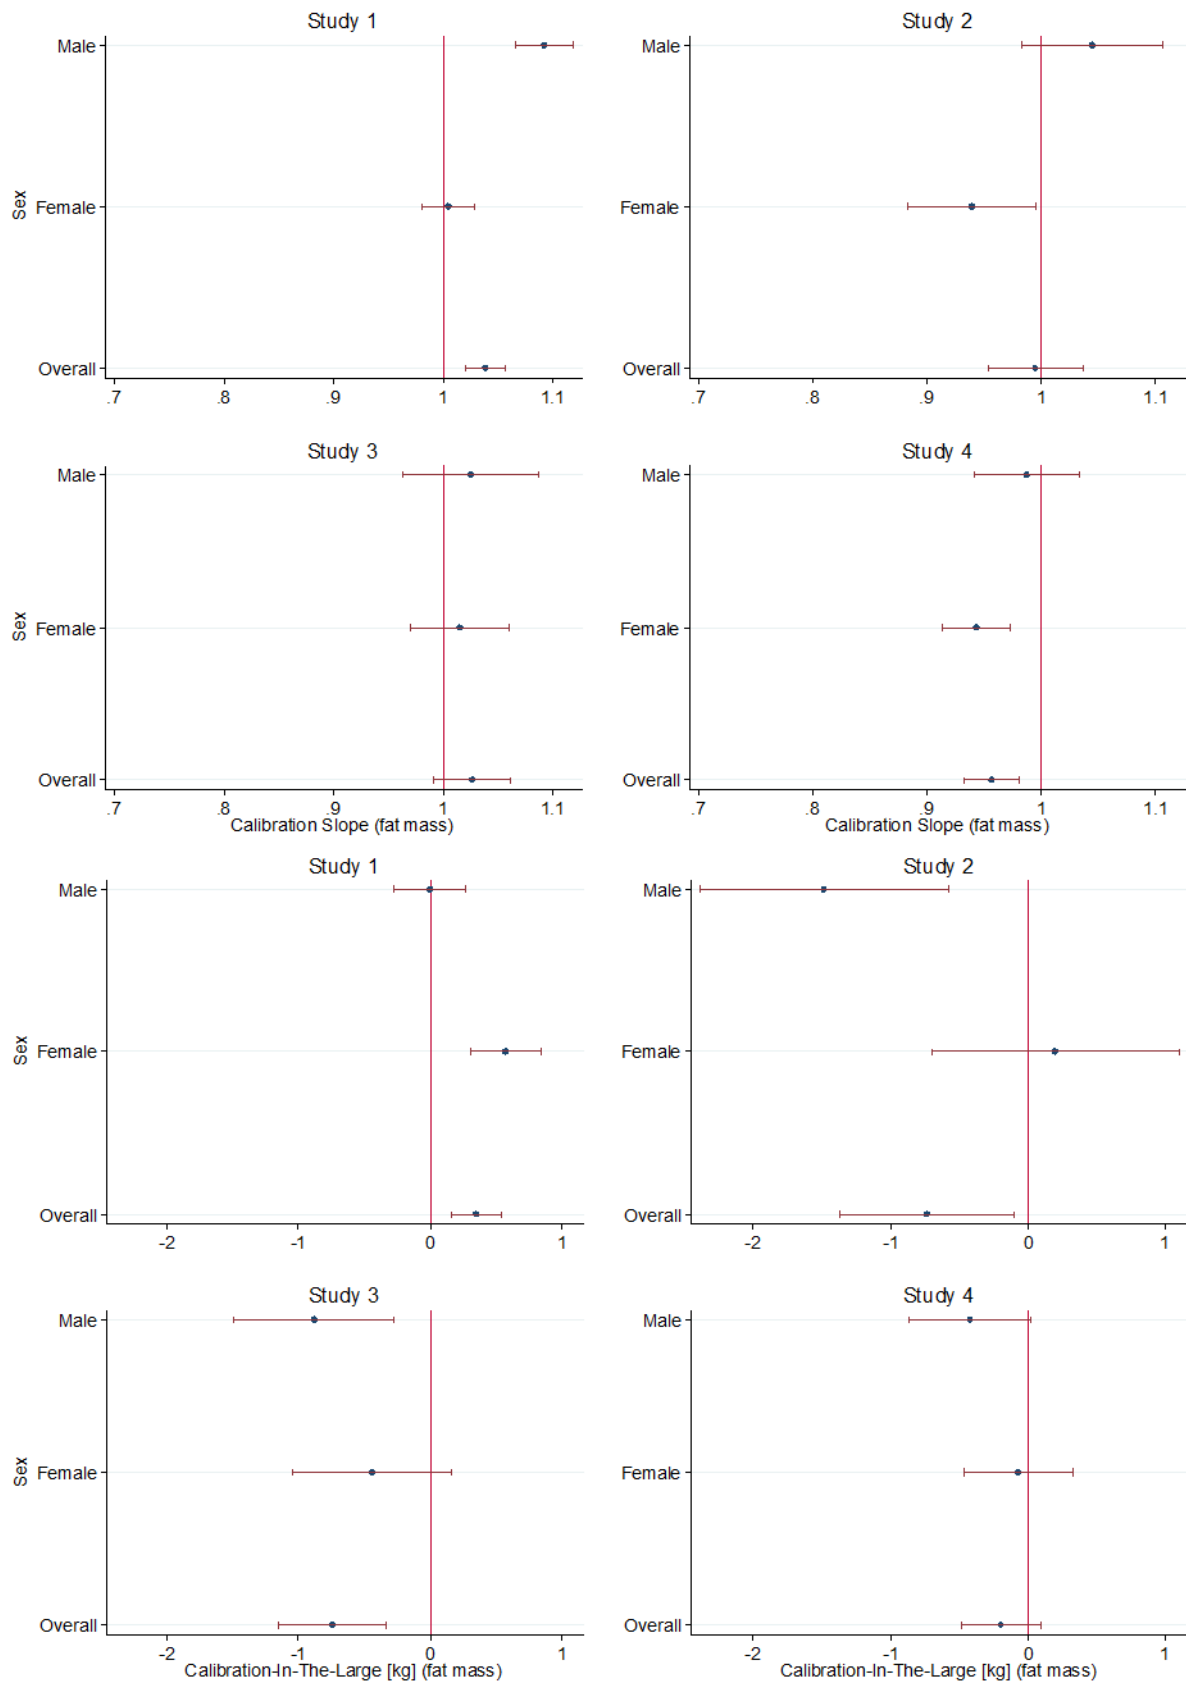 Study 1
Study 2
Male
Male
Sex
Female
Female
Overall
Overall
.7 .8 .9 1 1.1
.7 .8 .9 1 1.1
Study 3
Study 4
Male
Male
Sex
Female
Female
Overall
Overall
.7 .8 .9 1 1.1
.7 .8 .9 1 1.1
Calibration Slope (fat mass)
Calibration Slope (fat mass)
Study 1
Study 2
Male
Male
Sex
Female
Female
Overall
Overall
-2 -1 0 1
-2 -1 0 1
Study 3
Study 4
Male
Male
Sex
Female
Female
Overall
Overall
-2 -1 0 1
-2 -1 0 1
Calibration-In-The-Large [kg] (fat mass)
Calibration-In-The-Large [kg] (fat mass)